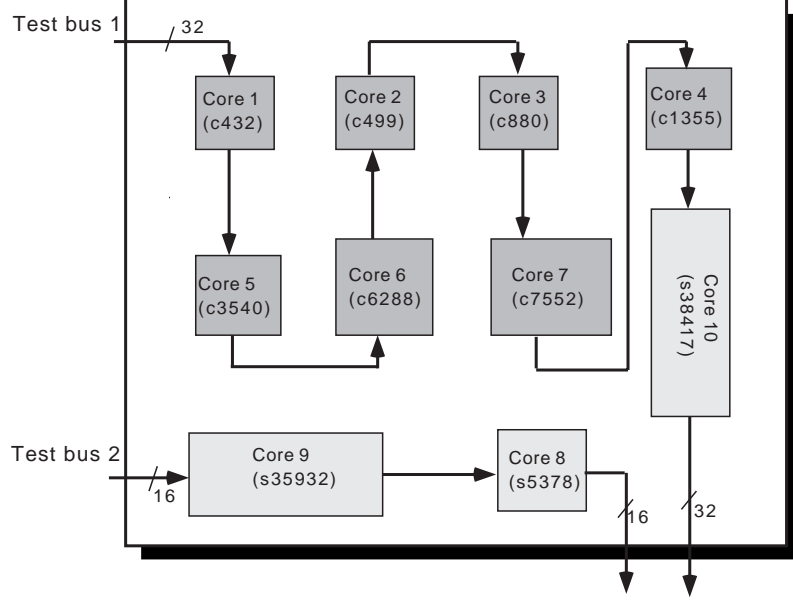 Test bus 1
32
Core 1
(c432)
Core 2
(c499)
Core 3
(c880)
Core 4
(c1355)
Core 5
(c3540)
Core 6
(c6288)
Core 7
(c7552)
Core 10
(s38417)
Test bus 2
16
Core 9
(s35932)
Core 8
(s5378)
16
32